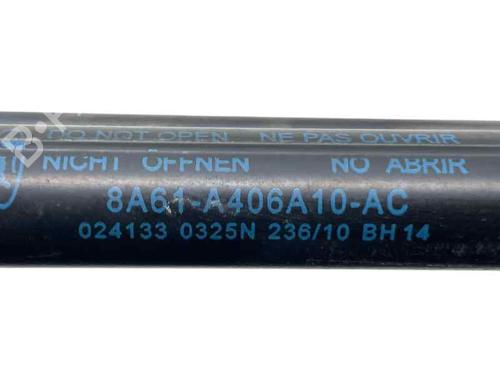 DO NOT OPEN NE PAS OUVRIR
NICHT ÖFFNEN NO ABRIR
8A61-A406A10-AC
024133 0325N 236/10 BH14